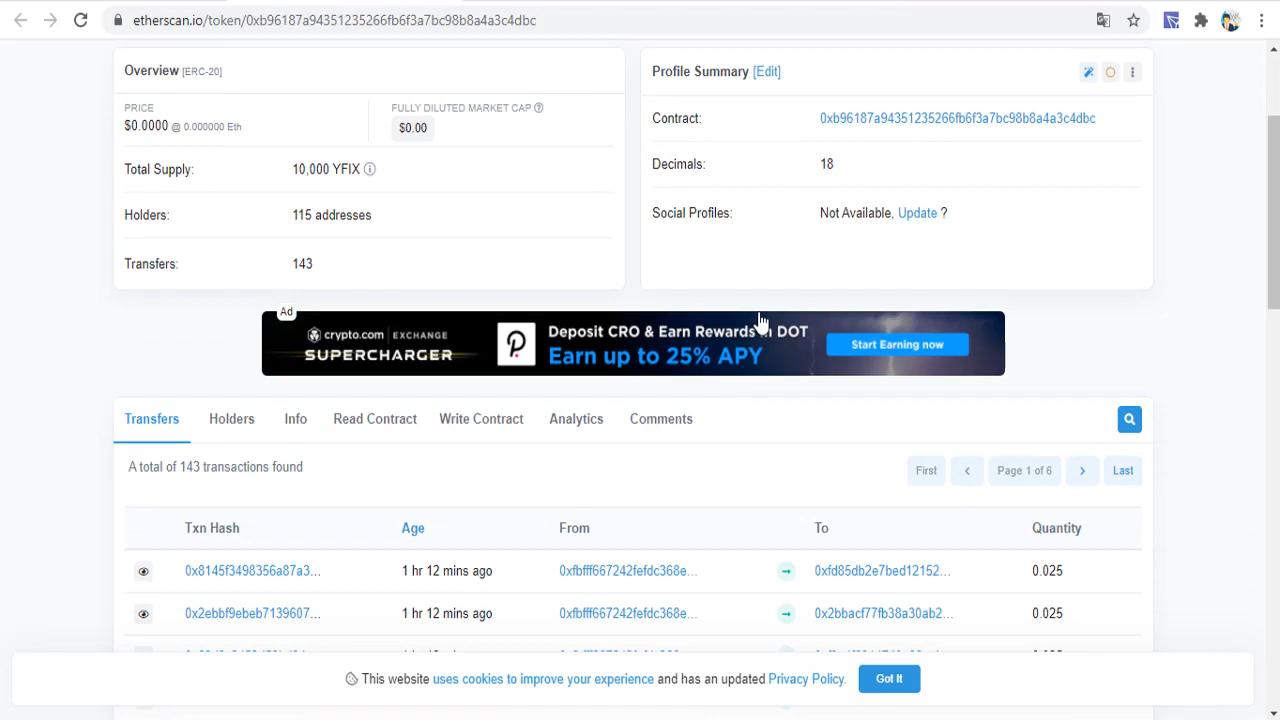 etherscan.io/token/0xb96187a94351235266fb6f3a7bc98b8a4a3c4dbc
Overview [ERC-20]
PRICE
$0.0000 @ 0.000000 Eth
FULLY DILUTED MARKET CAP
$0.00
Total Supply: 10,000 YFIX
Holders: 115 addresses
Transfers: 143
Profile Summary [Edit]
Contract: 0xb96187a94351235266fb6f3a7bc98b8a4a3c4dbc
Decimals: 18
Social Profiles: Not Available, Update ?
Ad
crypto.com | EXCHANGE
SUPERCHARGER
Deposit CRO & Earn Rewards in DOT
Earn up to 25% APY
Start Earning now
Transfers Holders Info Read Contract Write Contract Analytics Comments
A total of 143 transactions found
First Page 1 of 6 Last
Txn Hash Age From To Quantity
0x8145f3498356a87a3... 1 hr 12 mins ago 0xfbfff667242fefdc368e... 0xfd85db2e7bed12152... 0.025
0x2ebbf9ebeb7139607... 1 hr 12 mins ago 0xfbfff667242fefdc368e... 0x2bbacf77fb38a30ab2... 0.025
This website uses cookies to improve your experience and has an updated Privacy Policy.
Got It